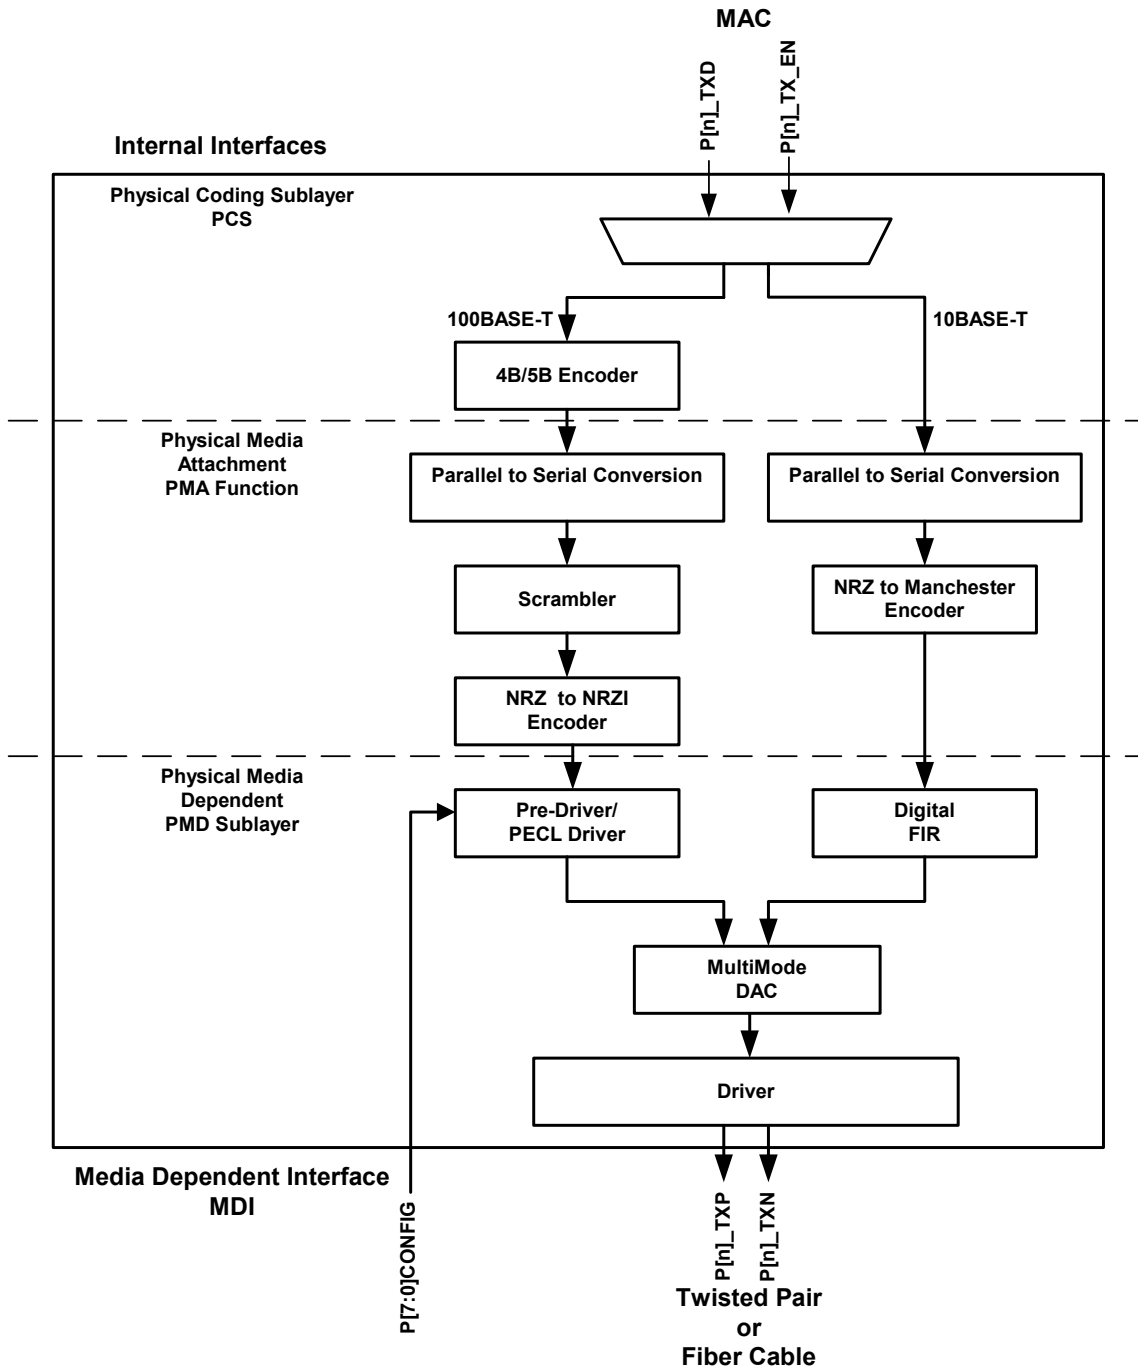 MAC
P[n]_TXD
P[n]_TX_EN
Internal Interfaces
Physical Coding Sublayer
PCS
100BASE-T
10BASE-T
4B/5B Encoder
Physical Media
Attachment
PMA Function
Parallel to Serial Conversion
Parallel to Serial Conversion
Scrambler
NRZ to Manchester
Encoder
NRZ to NRZI
Encoder
Physical Media
Dependent
PMD Sublayer
Pre-Driver/
PECL Driver
Digital
FIR
MultiMode
DAC
Driver
Media Dependent Interface
MDI
P[7:0]CONFIG
P[n]_TXP
P[n]_TXN
Twisted Pair
or
Fiber Cable